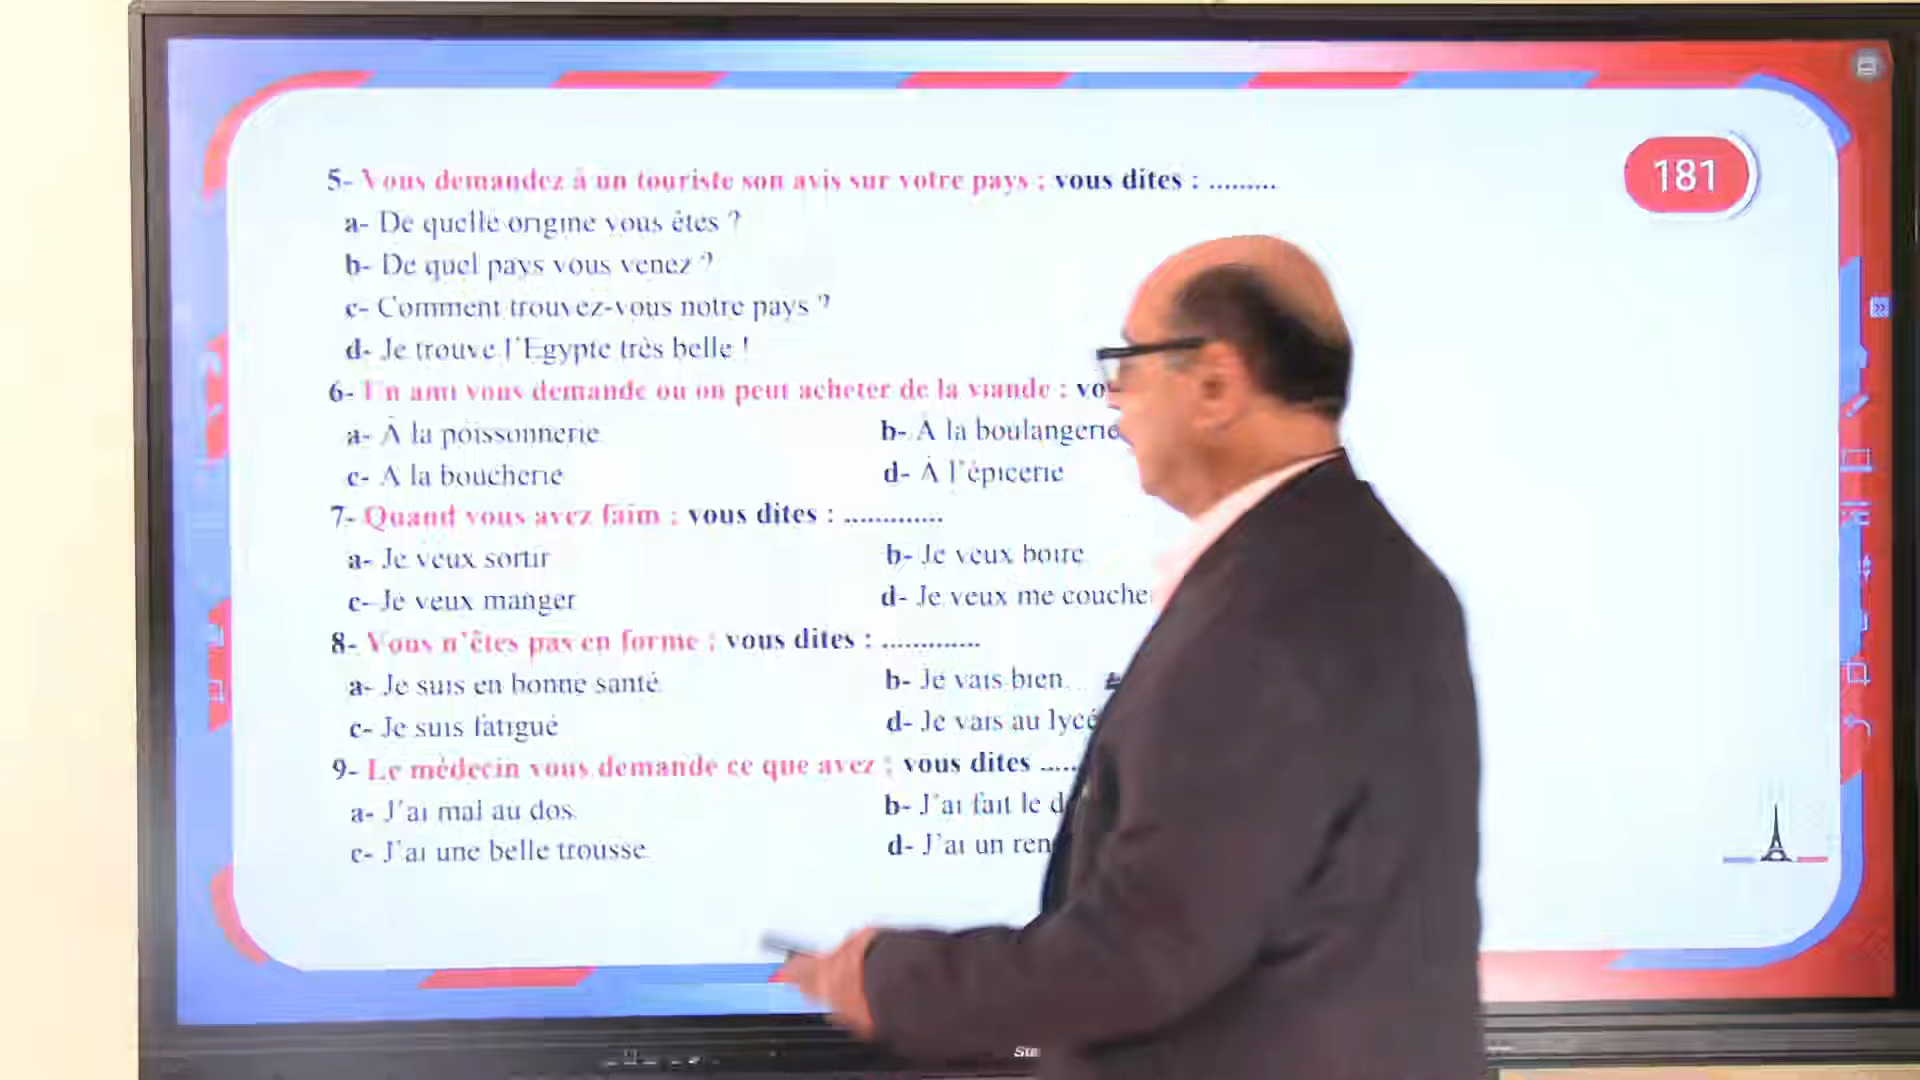 181
5- Vous demandez à un touriste son avis sur votre pays ; vous dites : .........
a- De quelle origine vous êtes ?
b- De quel pays vous venez ?
c- Comment trouvez-vous notre pays ?
d- Je trouve l'Egypte très belle !
6- Un ami vous demande où on peut acheter de la viande :
a- À la poissonnerie b- À la boulangerie
c- A la boucherie d- À l'épicerie
7- Quand vous avez faim ; vous dites : .............
a- Je veux sortir b- Je veux boire
c- Je veux manger d- Je veux me couche
8- Vous n'êtes pas en forme ; vous dites : .............
a- Je suis en bonne santé b- Je vais bien.
c- Je suis fatigué d- Je vais au lycé
9- Le médecin vous demande ce que avez ; vous dites .....
a- J'ai mal au dos. b- J'ai fait le
c- J'ai une belle trousse d- J'ai un